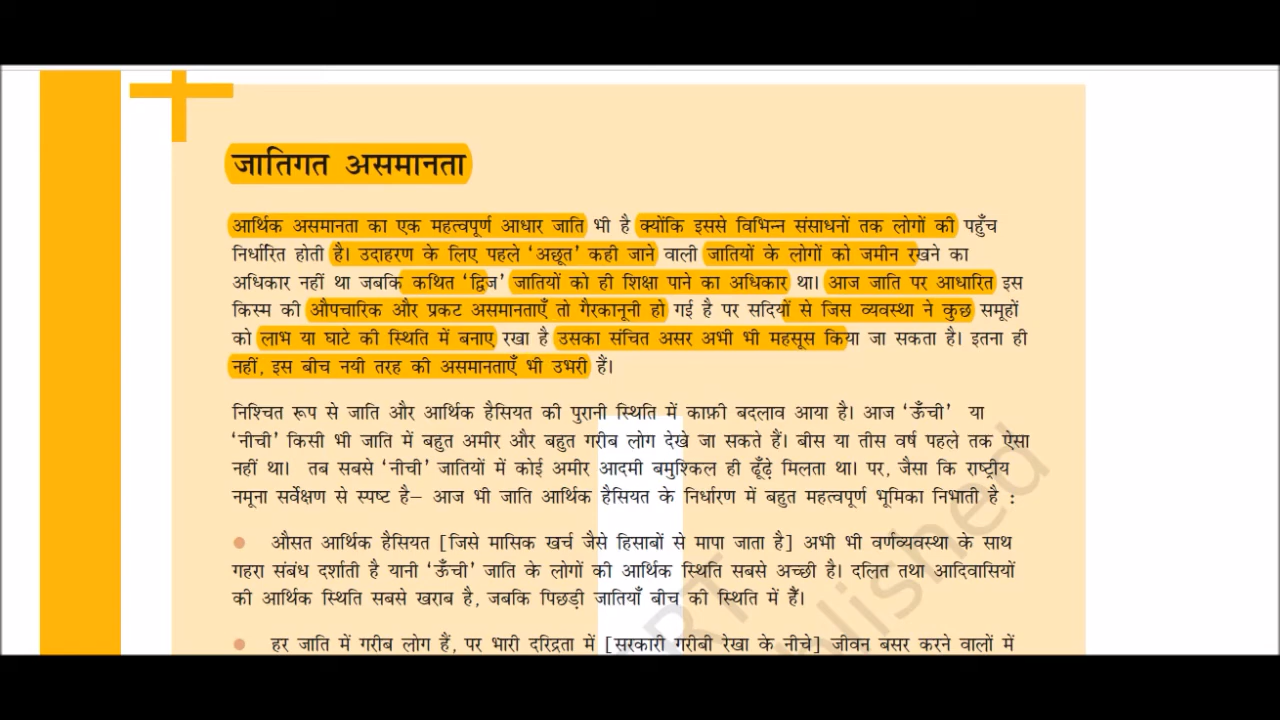 जातिगत असमानता
आर्थिक असमानता का एक महत्वपूर्ण आधार जाति भी है क्योंकि इससे विभिन्न संसाधनों तक लोगों की पहुँच
निर्धारित होती है। उदाहरण के लिए पहले 'अछूत' कही जाने वाली जातियों के लोगों को जमीन रखने का
अधिकार नहीं था जबकि कथित 'द्विज' जातियों को ही शिक्षा पाने का अधिकार था। आज जाति पर आधारित इस
किस्म की औपचारिक और प्रकट असमानताएँ तो गैरकानूनी हो गई है पर सदियों से जिस व्यवस्था ने कुछ समूहों
को लाभ या घाटे की स्थिति में बनाए रखा है उसका संचित असर अभी भी महसूस किया जा सकता है। इतना ही
नहीं, इस बीच नयी तरह की असमानताएँ भी उभरी हैं।
निश्चित रूप से जाति और आर्थिक हैसियत की पुरानी स्थिति में काफ़ी बदलाव आया है। आज 'ऊँची' या
'नीची' किसी भी जाति में बहुत अमीर और बहुत गरीब लोग देखे जा सकते हैं। बीस या तीस वर्ष पहले तक ऐसा
नहीं था। तब सबसे 'नीची' जातियों में कोई अमीर आदमी बमुश्किल ही ढूँढ़े मिलता था। पर, जैसा कि राष्ट्रीय
नमूना सर्वेक्षण से स्पष्ट है– आज भी जाति आर्थिक हैसियत के निर्धारण में बहुत महत्वपूर्ण भूमिका निभाती है :
● औसत आर्थिक हैसियत [जिसे मासिक खर्च जैसे हिसाबों से मापा जाता है] अभी भी वर्णव्यवस्था के साथ
गहरा संबंध दर्शाती है यानी 'ऊँची' जाति के लोगों की आर्थिक स्थिति सबसे अच्छी है। दलित तथा आदिवासियों
की आर्थिक स्थिति सबसे खराब है, जबकि पिछड़ी जातियाँ बीच की स्थिति में हैं।
● हर जाति में गरीब लोग हैं, पर भारी दरिद्रता में [सरकारी गरीबी रेखा के नीचे] जीवन बसर करने वालों में